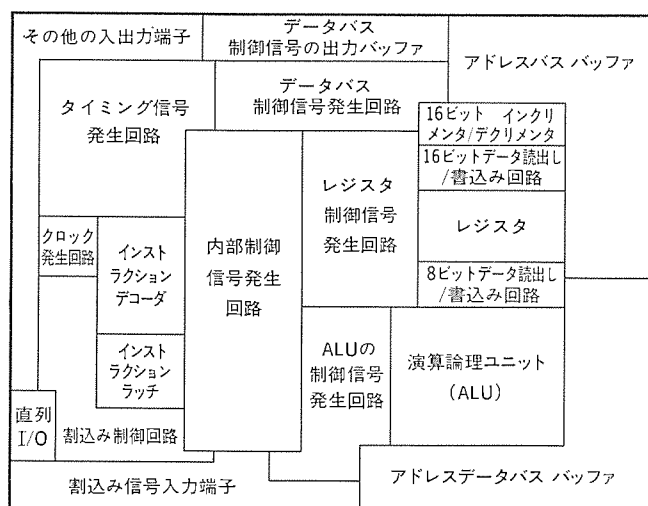 その他の入出力端子
データバス
制御信号の出力バッファ
アドレスバス バッファ
タイミング信号
発生回路
データバス
制御信号発生回路
16ビット インクリ
メンタ/デクリメンタ
16ビットデータ読出し
/書込み回路
レジスタ
制御信号
発生回路
レジスタ
クロック
発生回路
インスト
ラクション
デコーダ
内部制御
信号発生
回路
8ビットデータ読出し
/書込み回路
インスト
ラクション
ラッチ
ALUの
制御信号
発生回路
演算論理ユニット
(ALU)
直列
I/O
割込み制御回路
割込み信号入力端子
アドレスデータバス バッファ